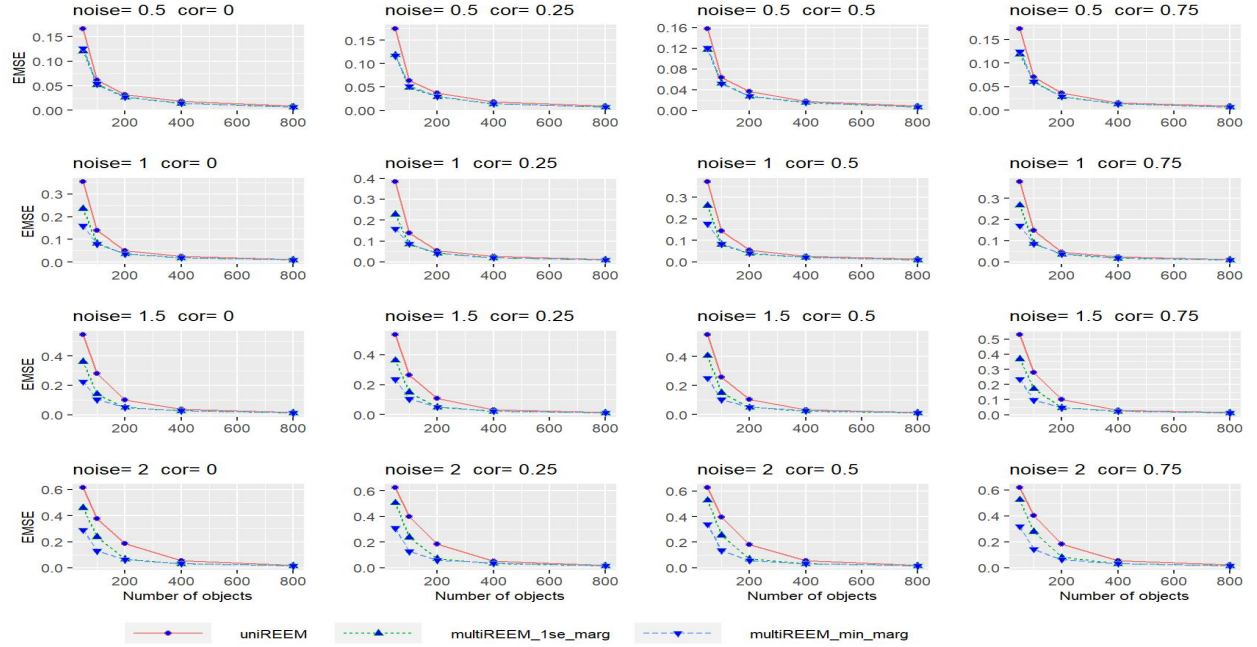 noise= 0.5 cor= 0
noise= 0.5 cor= 0.25
noise= 0.5 cor= 0.5
noise= 0.5 cor= 0.75
EMSE
0.15
0.10
0.05
0.00
0.15
0.10
0.05
0.00
0.16
0.12
0.08
0.04
0.00
0.15
0.10
0.05
0.00
200 400 600 800
200 400 600 800
200 400 600 800
200 400 600 800
noise= 1 cor= 0
noise= 1 cor= 0.25
noise= 1 cor= 0.5
noise= 1 cor= 0.75
EMSE
0.3
0.2
0.1
0.0
0.4
0.3
0.2
0.1
0.0
0.3
0.2
0.1
0.0
0.3
0.2
0.1
0.0
200 400 600 800
200 400 600 800
200 400 600 800
200 400 600 800
noise= 1.5 cor= 0
noise= 1.5 cor= 0.25
noise= 1.5 cor= 0.5
noise= 1.5 cor= 0.75
EMSE
0.4
0.2
0.0
0.4
0.2
0.0
0.4
0.2
0.0
0.5
0.4
0.3
0.2
0.1
0.0
200 400 600 800
200 400 600 800
200 400 600 800
200 400 600 800
noise= 2 cor= 0
noise= 2 cor= 0.25
noise= 2 cor= 0.5
noise= 2 cor= 0.75
EMSE
0.6
0.4
0.2
0.0
0.6
0.4
0.2
0.0
0.6
0.4
0.2
0.0
0.6
0.4
0.2
0.0
200 400 600 800
200 400 600 800
200 400 600 800
200 400 600 800
Number of objects
Number of objects
Number of objects
Number of objects
uniREEM
multiREEM_1se_marg
multiREEM_min_marg